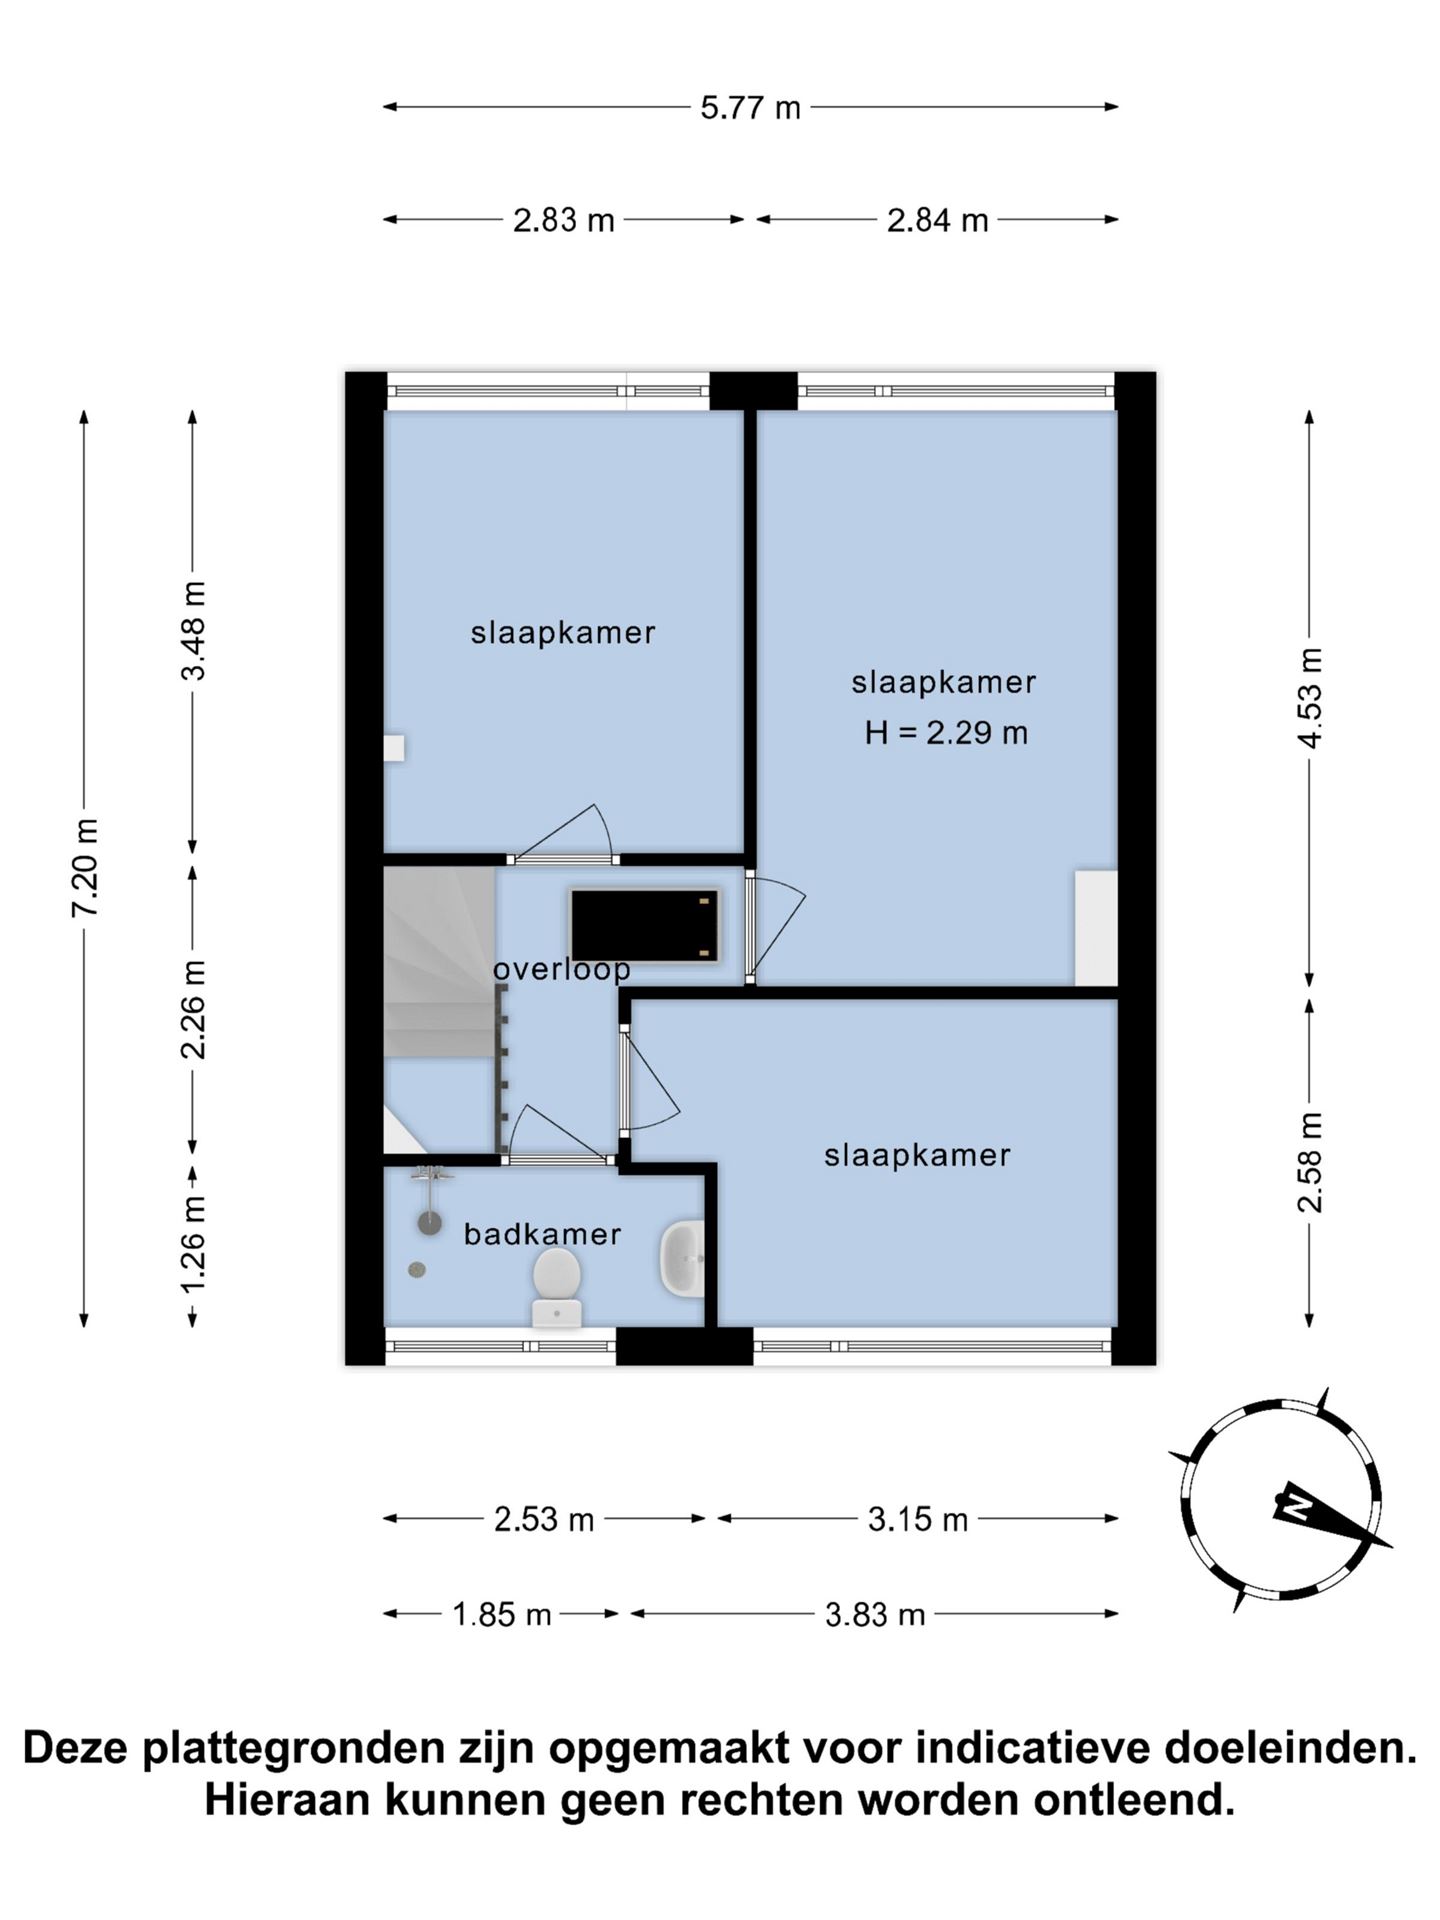 5.77 m
2.83 m
2.84 m
3.48 m
4.53 m
7.20 m
slaapkamer
slaapkamer
H = 2.29 m
2.26 m
overloop
slaapkamer
2.58 m
1.26 m
badkamer
N
2.53 m
3.15 m
1.85 m
3.83 m
Deze plattegronden zijn opgemaakt voor indicatieve doeleinden.
Hieraan kunnen geen rechten worden ontleend.